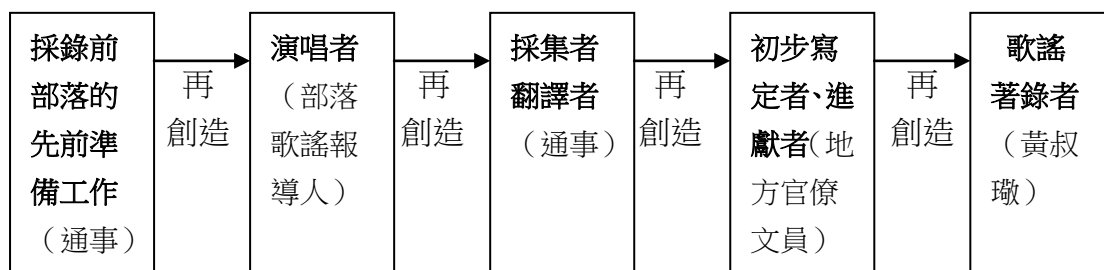 採錄前
部落的
先前準
備工作
（通事）
再
創造
演唱者
（部落
歌謠報
導人）
再
創造
採集者
翻譯者
（通事）
再
創造
初步寫
定者、進
獻者（地
方官僚
文員）
再
創造
歌謠
著錄者
（黃叔
璥）